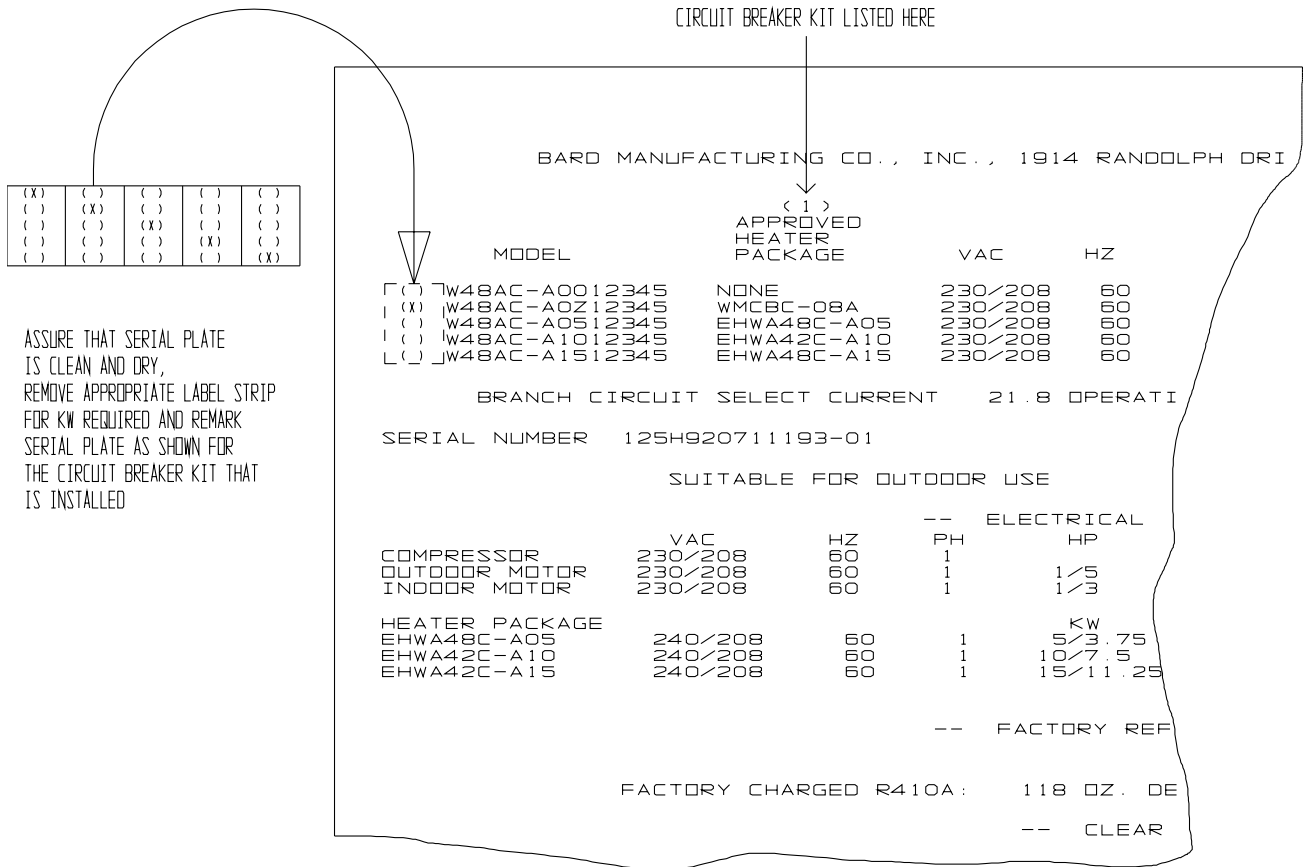 CIRCUIT BREAKER KIT LISTED HERE
BARD MANUFACTURING CO., INC., 1914 RANDOLPH DRI
(X) ( ) ( ) ( ) ( )
( ) (X) ( ) ( ) ( )
( ) ( ) (X) ( ) ( )
( ) ( ) ( ) (X) ( )
( ) ( ) ( ) ( ) (X)
( 1 )
APPROVED
HEATER
MODEL PACKAGE VAC HZ
( ) W48AC-A0012345 NONE 230/208 60
(X) W48AC-A0Z12345 WMCBC-08A 230/208 60
( ) W48AC-A0512345 EHWA48C-A05 230/208 60
( ) W48AC-A1012345 EHWA42C-A10 230/208 60
( ) W48AC-A1512345 EHWA48C-A15 230/208 60
ASSURE THAT SERIAL PLATE
IS CLEAN AND DRY,
REMOVE APPROPRIATE LABEL STRIP
FOR KW REQUIRED AND REMARK
SERIAL PLATE AS SHOWN FOR
THE CIRCUIT BREAKER KIT THAT
IS INSTALLED
BRANCH CIRCUIT SELECT CURRENT 21.8 OPERATI
SERIAL NUMBER 125H920711193-01
SUITABLE FOR OUTDOOR USE
-- ELECTRICAL
VAC HZ PH HP
COMPRESSOR 230/208 60 1
OUTDOOR MOTOR 230/208 60 1 1/5
INDOOR MOTOR 230/208 60 1 1/3
HEATER PACKAGE KW
EHWA48C-A05 240/208 60 1 5/3.75
EHWA42C-A10 240/208 60 1 10/7.5
EHWA42C-A15 240/208 60 1 15/11.25
-- FACTORY REF
FACTORY CHARGED R410A: 118 OZ. DE
-- CLEAR